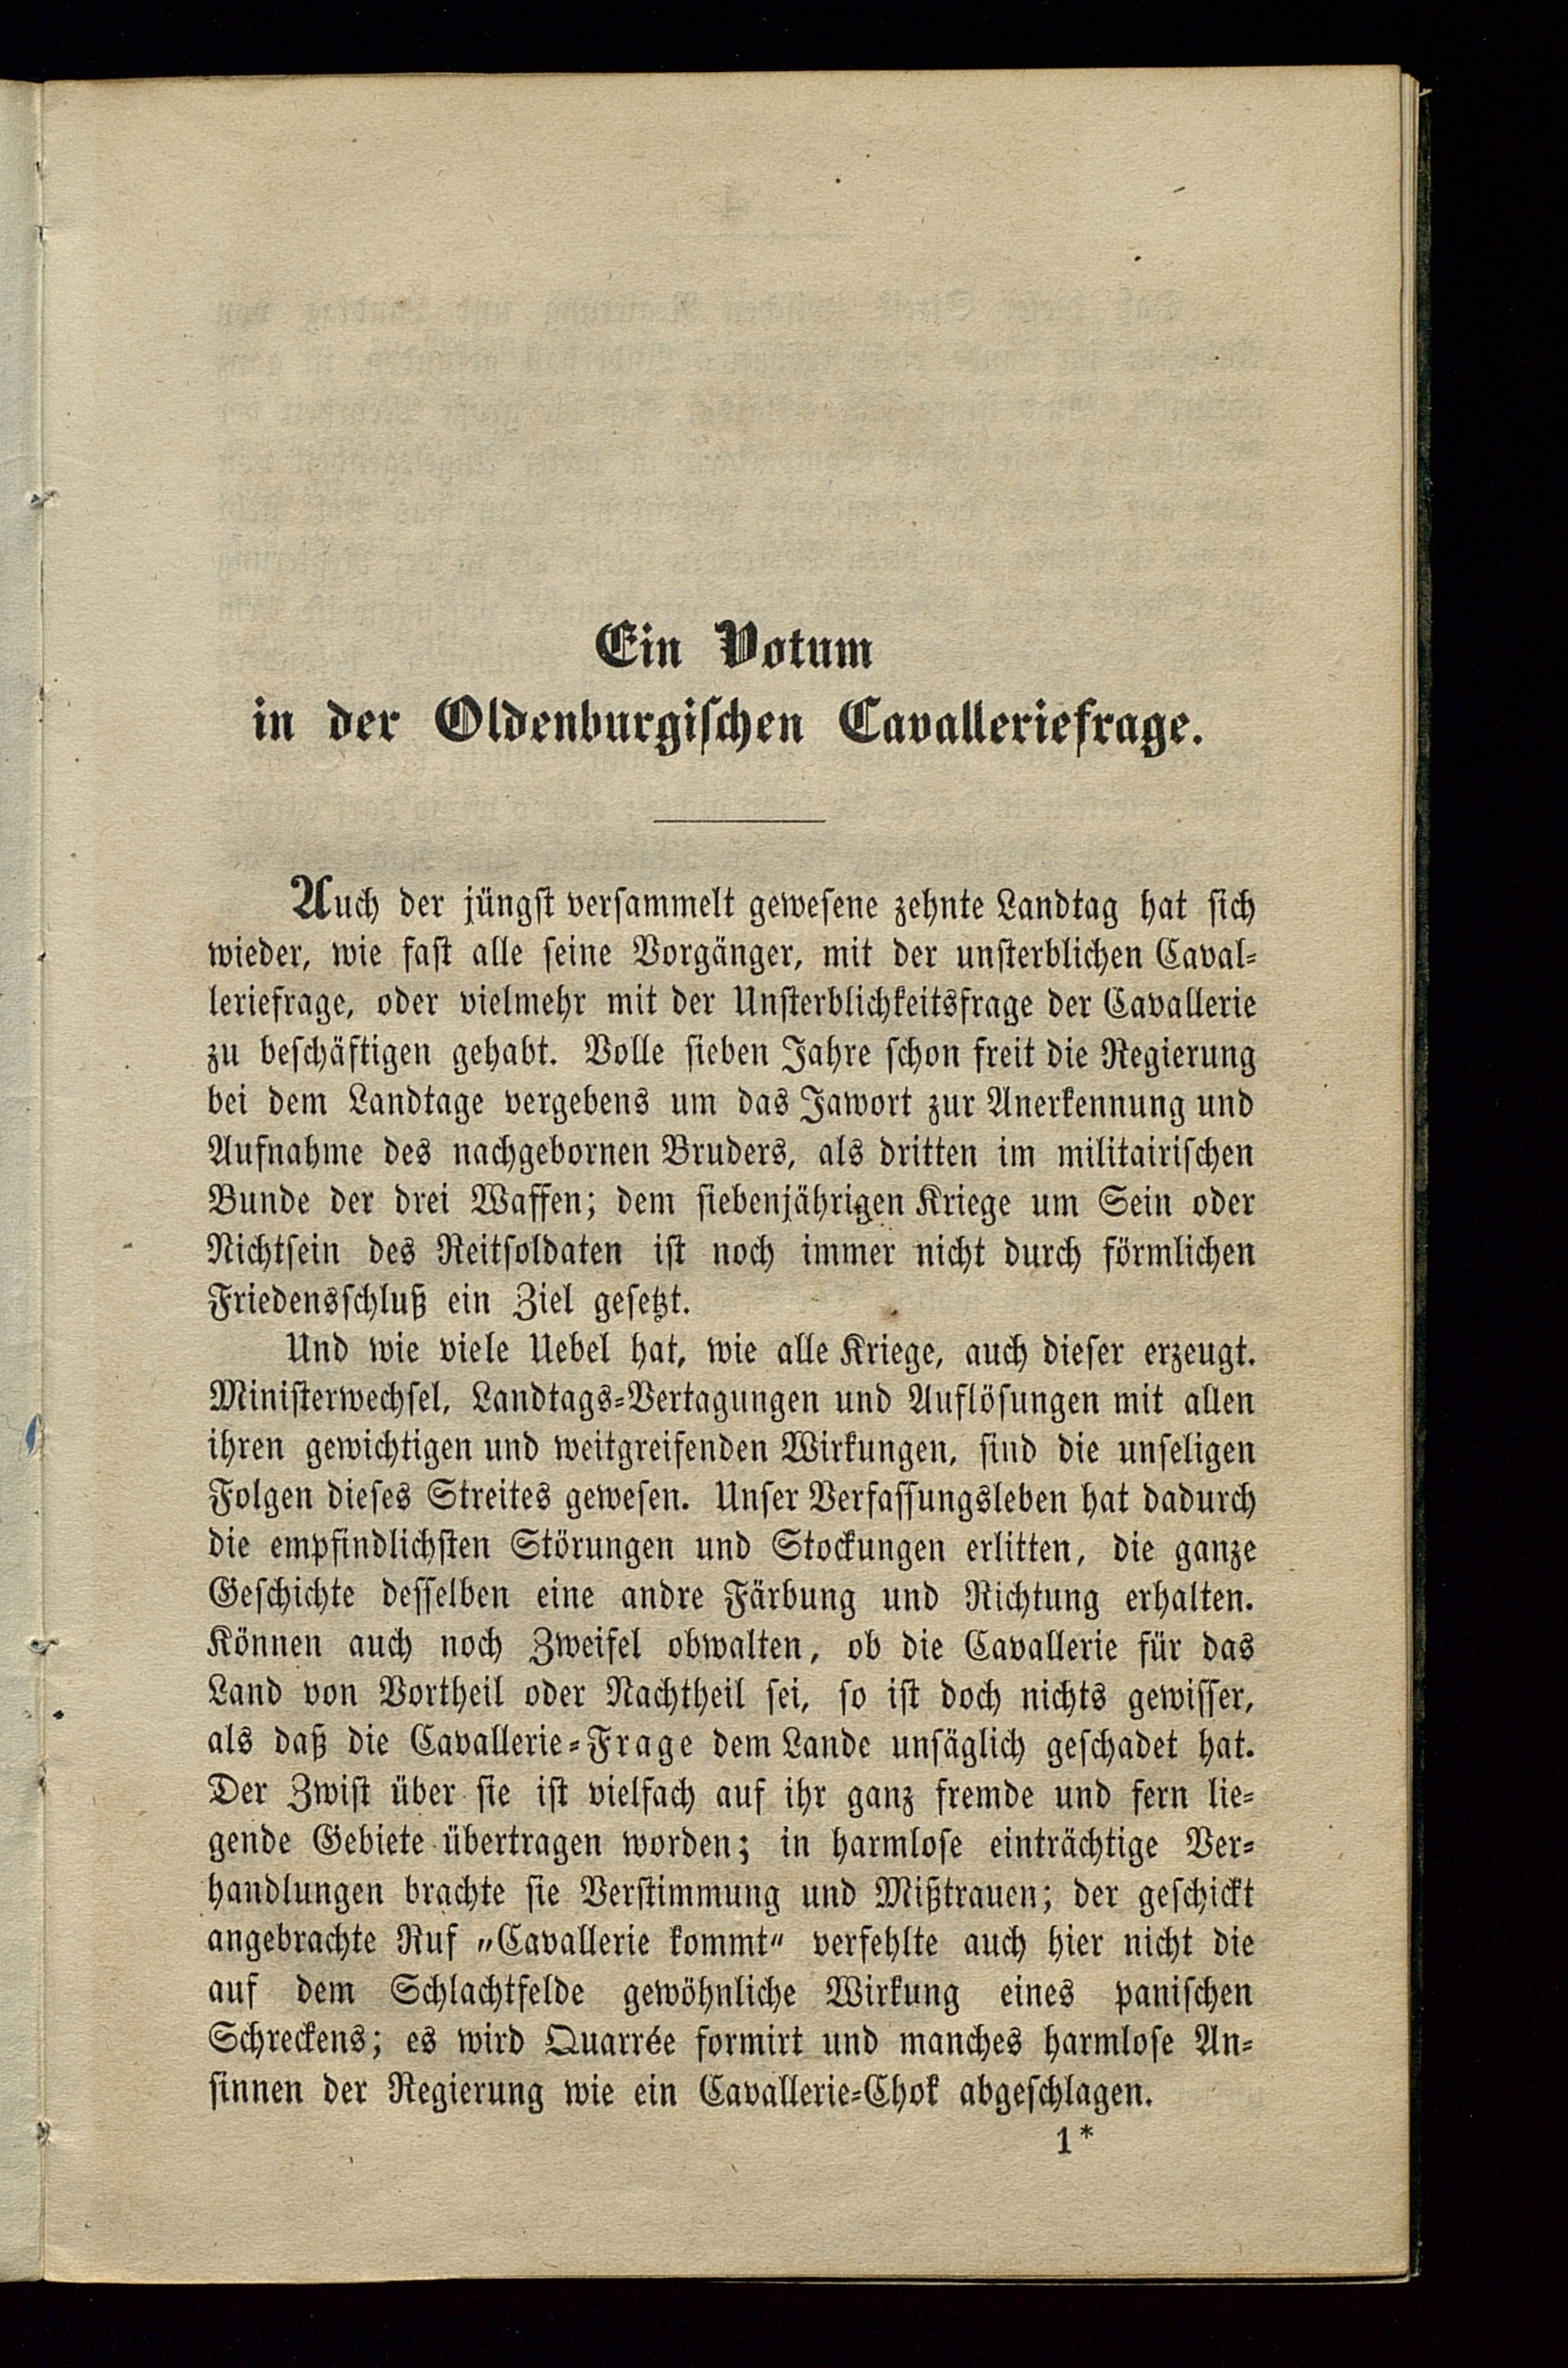 Ein Votum
in der Oldenburgischen Cavalleriefrage.
Auch der jüngst versammelt gewesene zehnte Landtag hat sich
wieder, wie fast alle seine Vorgänger, mit der unsterblichen Caval-
leriefrage, oder vielmehr mit der Unsterblichkeitsfrage der Cavallerie
zu beschäftigen gehabt. Volle sieben Jahre schon freit die Regierung
bei dem Landtage vergebens um das Jawort zur Anerkennung und
Aufnahme des nachgebornen Bruders, als dritten im militairischen
Bunde der drei Waffen; dem siebenjährigen Kriege um Sein oder
Nichtsein des Reitsoldaten ist noch immer nicht durch förmlichen
Friedensschluß ein Ziel gesetzt.
Und wie viele Uebel hat, wie alle Kriege, auch dieser erzeugt.
Ministerwechsel, Landtags-Vertagungen und Auflösungen mit allen
ihren gewichtigen und weitgreifenden Wirkungen, sind die unseligen
Folgen dieses Streites gewesen. Unser Verfassungsleben hat dadurch
die empfindlichsten Störungen und Stockungen erlitten, die ganze
Geschichte desselben eine andre Färbung und Richtung erhalten.
Können auch noch Zweifel obwalten, ob die Cavallerie für das
Land von Vortheil oder Nachtheil sei, so ist doch nichts gewisser,
als daß die Cavallerie-Frage dem Lande unsäglich geschadet hat.
Der Zwist über sie ist vielfach auf ihr ganz fremde und fern lie-
gende Gebiete übertragen worden; in harmlose einträchtige Ver-
handlungen brachte sie Verstimmung und Mißtrauen; der geschickt
angebrachte Ruf „Cavallerie kommt“ verfehlte auch hier nicht die
auf dem Schlachtfelde gewöhnliche Wirkung eines panischen
Schreckens; es wird Quarrée formirt und manches harmlose An-
sinnen der Regierung wie ein Cavallerie-Chok abgeschlagen.
1*